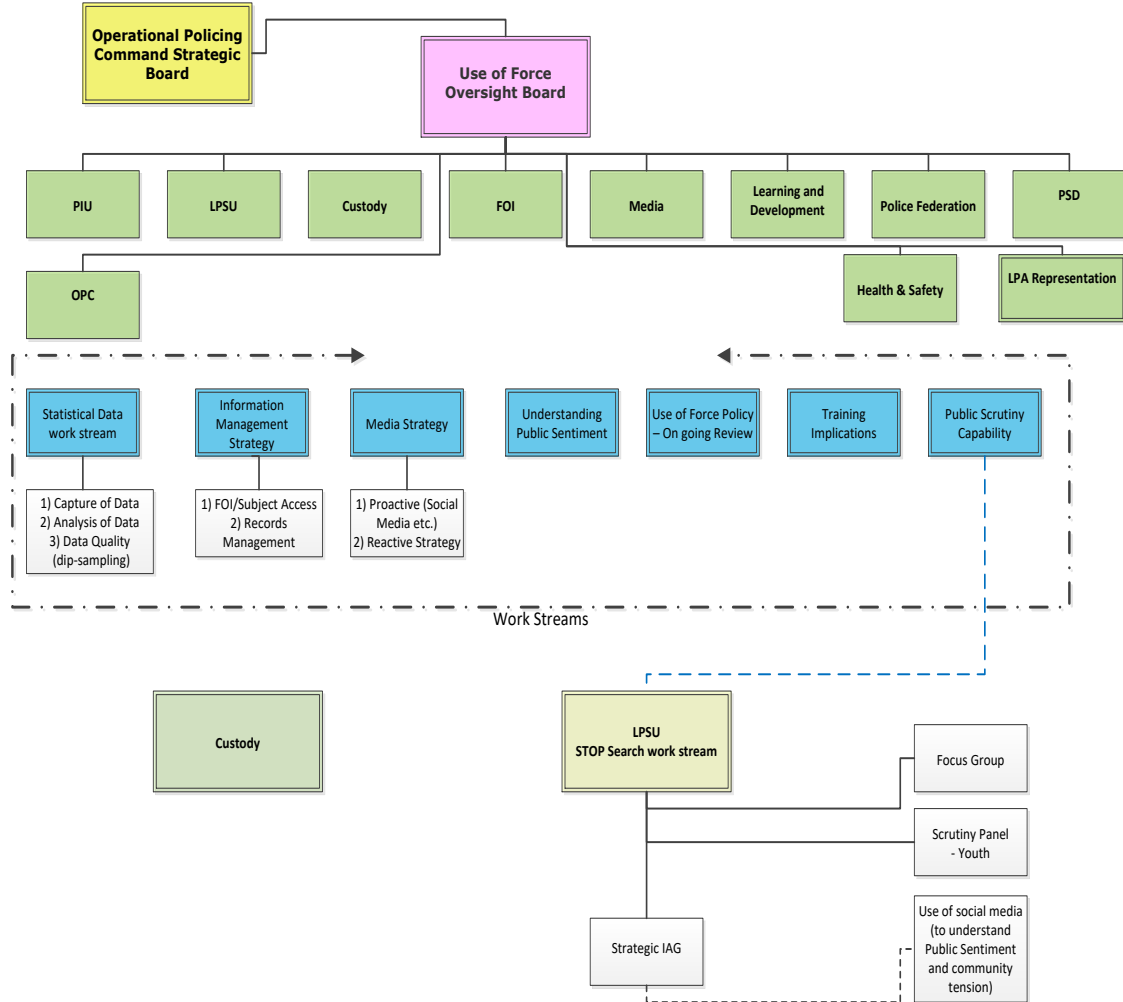 Operational Policing
Command Strategic
Board
Use of Force
Oversight Board
PIU
LPSU
Custody
FOI
Media
Learning and
Development
Police Federation
PSD
OPC
Health & Safety
LPA Representation
Statistical Data
work stream
Information
Management
Strategy
Media Strategy
Understanding
Public Sentiment
Use of Force Policy
– On going Review
Training
Implications
Public Scrutiny
Capability
1) Capture of Data
2) Analysis of Data
3) Data Quality
(dip-sampling)
1) FOI/Subject Access
2) Records
Management
1) Proactive (Social
Media etc.)
2) Reactive Strategy
Work Streams
Custody
LPSU
STOP Search work stream
Focus Group
Scrutiny Panel
- Youth
Strategic IAG
Use of social media
(to understand
Public Sentiment
and community
tension)